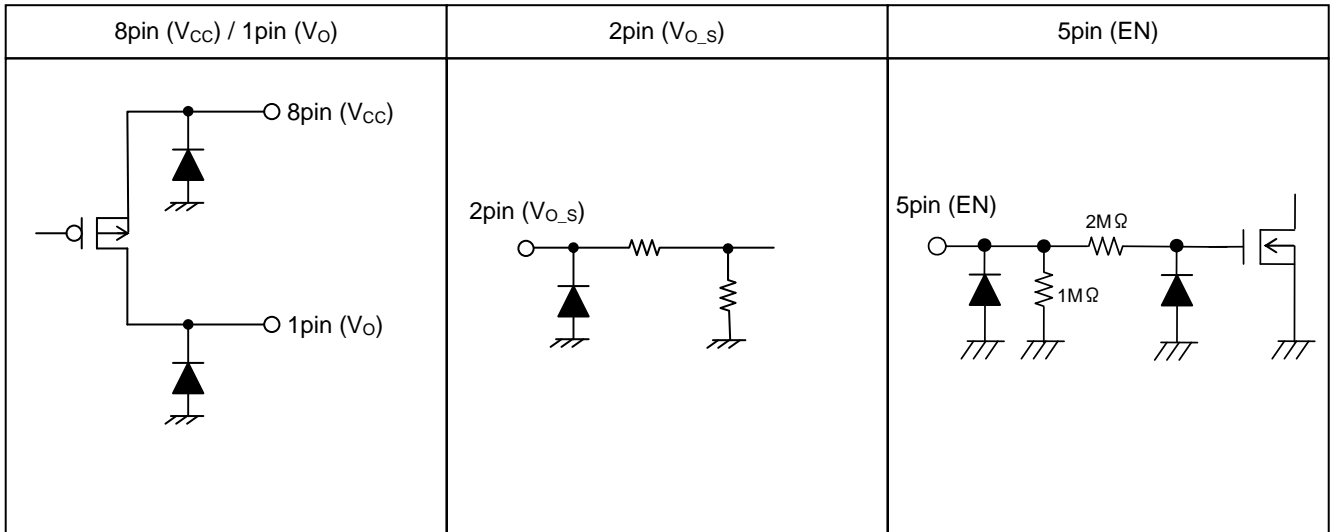 8pin (VCC) / 1pin (VO)
2pin (VO_S)
5pin (EN)
8pin (VCC)
1pin (VO)
2pin (VO_S)
5pin (EN)
2MΩ
1MΩ